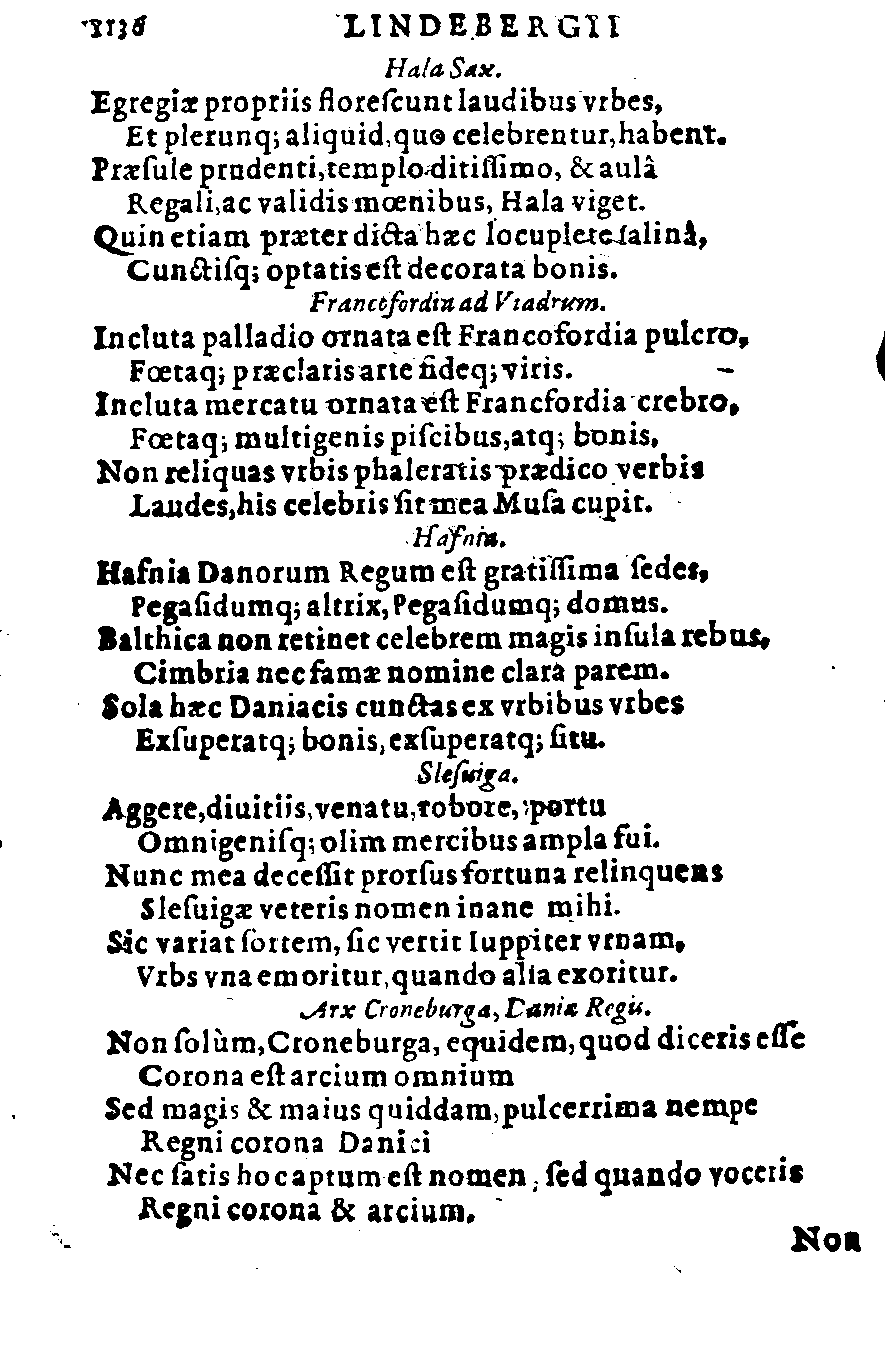 1136 LINDEBERGII
Hala Sax.
Egregiæ propriis floreſcunt laudibus vrbes,
Et plerunq; aliquid, quo celebrentur, habent.
Præſule prudenti, templo ditiſſimo, & aulâ
Regali, ac validis mœnibus, Hala viget.
Quin etiam præter dicta hæc locuplete ſalinâ,
Cunctiſq; optatis eſt decorata bonis.
Francofordia ad Viadrum.
Incluta palladio ornata eſt Francofordia pulcro,
Fœtaq; præclaris arte fideq; viris.
Incluta mercatu ornata eſt Francfordia crebro,
Fœtaq; multigenis piſcibus, atq; bonis,
Non reliquas vrbis phaleratis prædico verbis
Laudes, his celebris ſit mea Muſa cupit.
Hafnia.
Hafnia Danorum Regum eſt gratiſſima ſedes,
Pegaſidumq; altrix, Pegaſidumq; domus.
Balthica non retinet celebrem magis inſula rebus,
Cimbria nec famæ nomine clara parem.
Sola hæc Daniacis cunctas ex vrbibus vrbes
Exſuperatq; bonis, exſuperatq; ſitu.
Sleſuiga.
Aggere, diuitiis, venatu, robore, portu
Omnigeniſq; olim mercibus ampla fui.
Nunc mea deceſſit prorſus fortuna relinquens
Sleſuigæ veteris nomen inane mihi.
Sic variat ſortem, ſic vertit Iuppiter vrnam,
Vrbs vna emoritur, quando alia exoritur.
Arx Croneburga, Daniæ Regis.
Non ſolùm, Croneburga, equidem, quod diceris eſſe
Corona eſt arcium omnium
Sed magis & maius quiddam, pulcerrima nempe
Regni corona Danici
Nec ſatis hoc aptum eſt nomen, ſed quando voceris
Regni corona & arcium.
Non